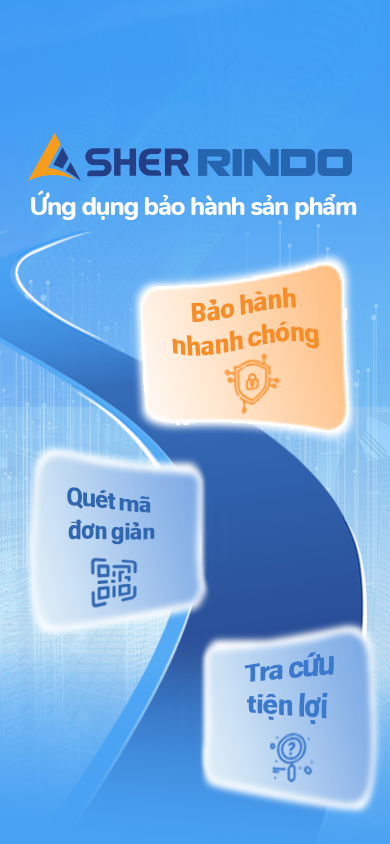 ASHER RINDO
Ứng dụng bảo hành sản phẩm
Bảo hành
nhanh chóng
Quét mã
đơn giản
Tra cứu
tiện lợi
?